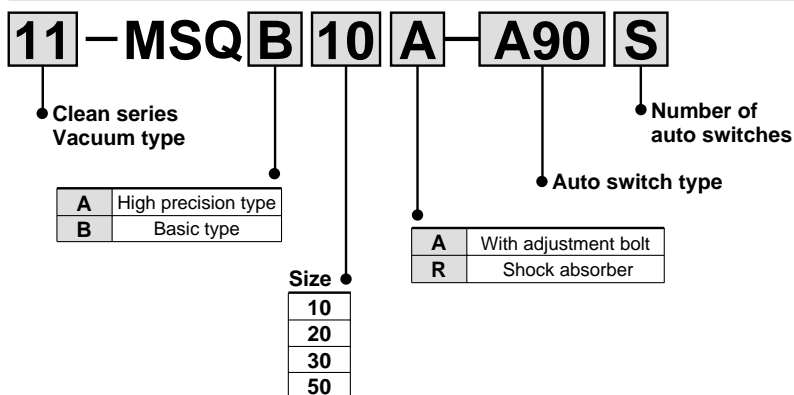 11-MSQ B 10 A-A90 S
Clean series
Vacuum type
Number of
auto switches
Auto switch type
A High precision type
B Basic type
A With adjustment bolt
R Shock absorber
Size
10
20
30
50